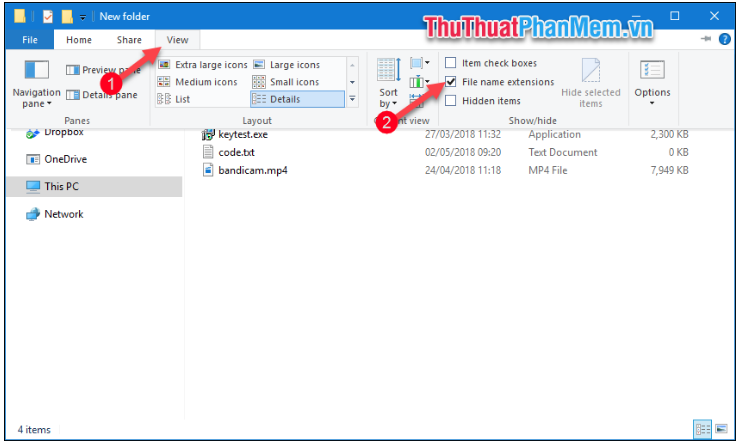 New folder
ThuThuatPhanMem.vn
File Home Share View
Extra large icons Large icons Item check boxes
Preview pane Medium icons Small icons File name extensions
Navigation pane Details pane List Details Sort by Hidden items Hide selected items Options
Panes Layout Current view Show/hide
1
2
Dropbox keytest.exe 27/03/2018 11:32 Application 2,300 KB
code.txt 02/05/2018 09:20 Text Document 0 KB
OneDrive
bandicam.mp4 24/04/2018 11:18 MP4 File 7,949 KB
This PC
Network
4 items